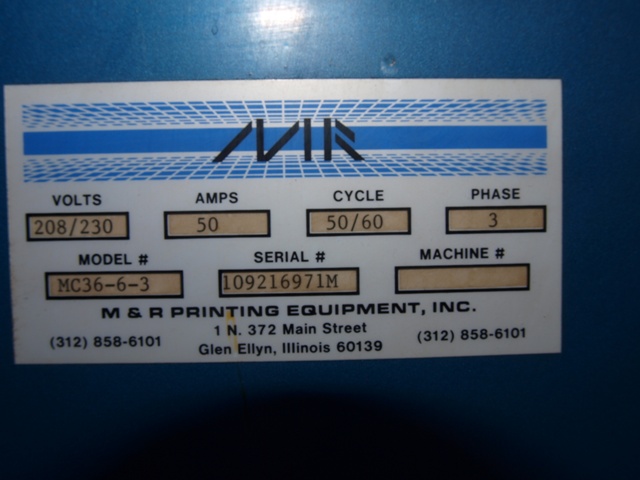 MR
VOLTS AMPS CYCLE PHASE
208/230 50 50/60 3
MODEL # SERIAL # MACHINE #
MC36-6-3 109216971M
M & R PRINTING EQUIPMENT, INC.
(312) 858-6101 1 N. 372 Main Street (312) 858-6101
Glen Ellyn, Illinois 60139